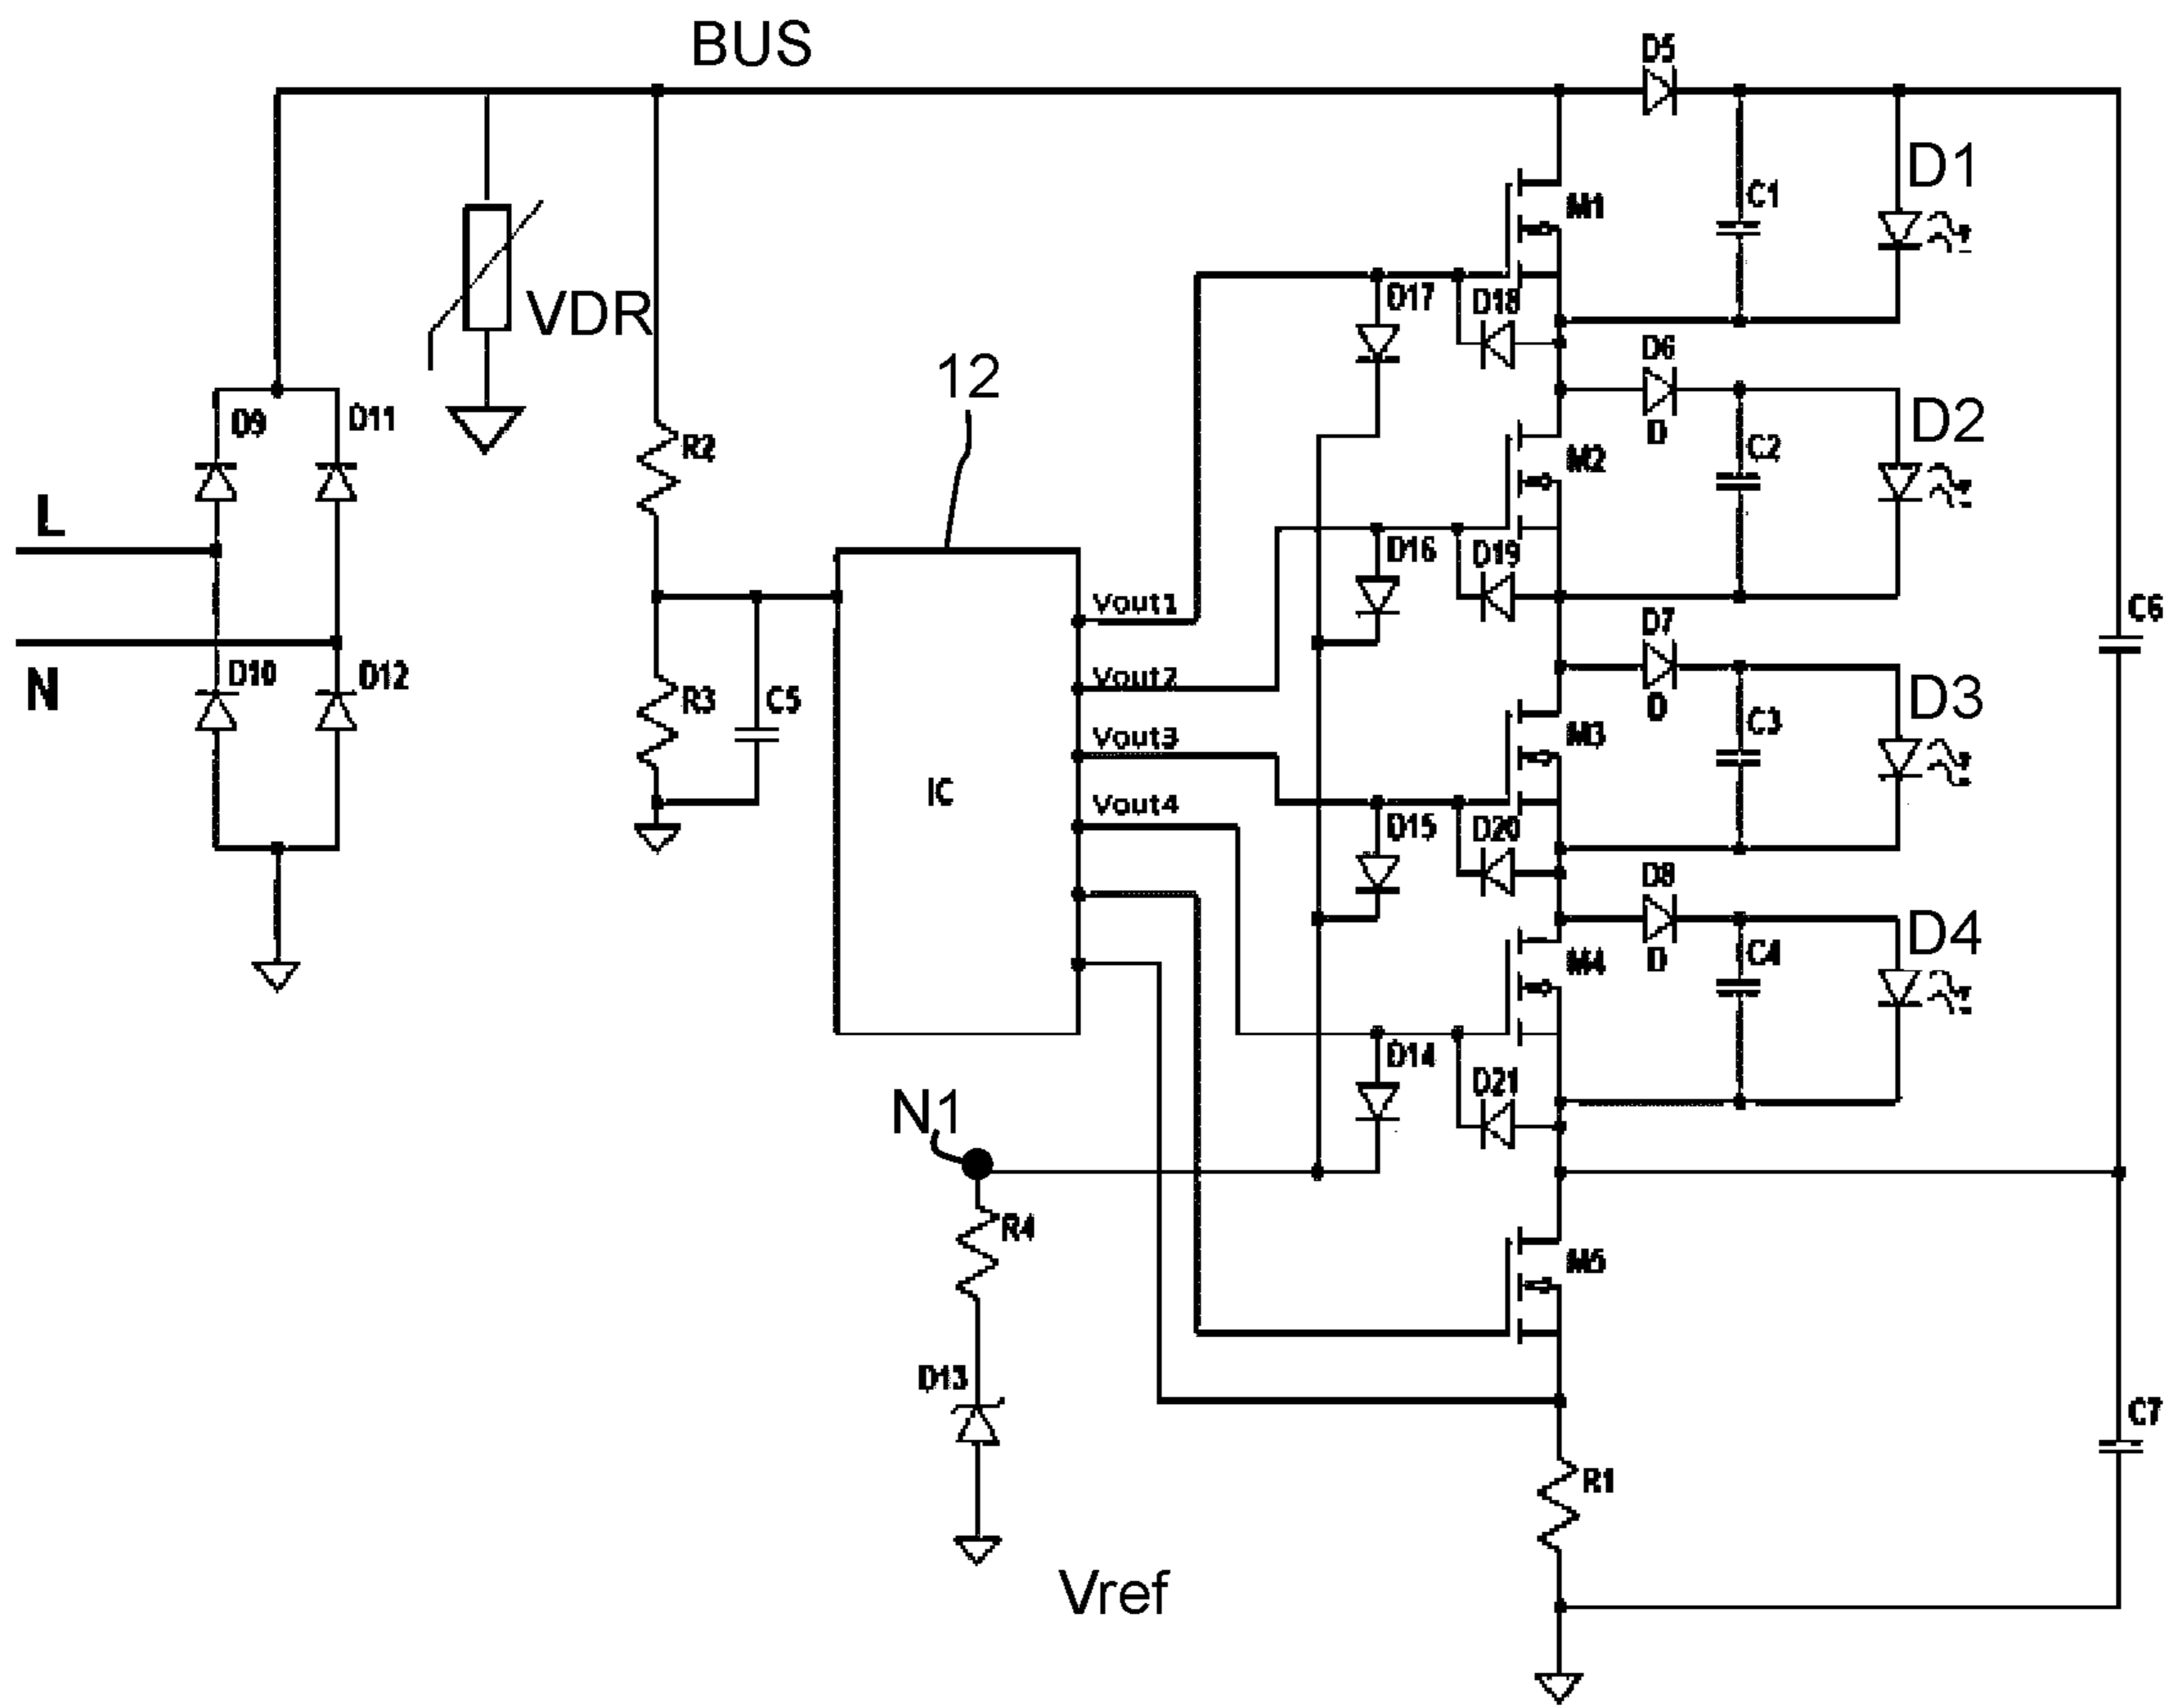 BUS
D5
D1
C1
M1
VDR
D17
D18
D6
D
12
D9
D11
D2
C2
M2
R2
L
D16
D19
D7
D
Vout1
C6
N
D10
D12
R3
C5
Vout2
D3
C3
M3
Vout3
IC
Vout4
D15
D20
D8
D
D4
C4
M4
D14
D21
N1
R4
M5
D13
C7
R1
Vref